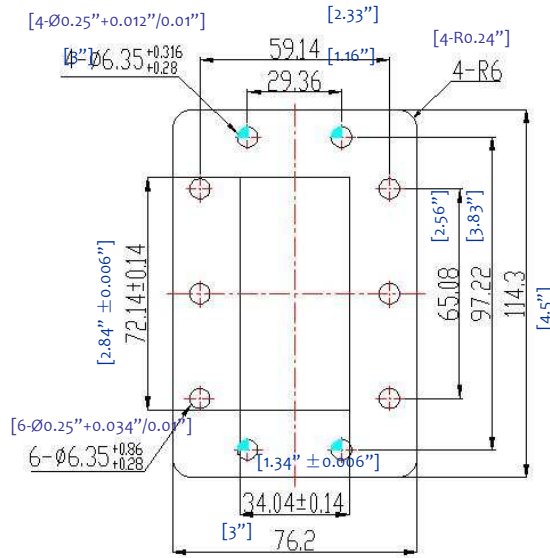 [4-Ø0.25”+0.012”/0.01”]
[2.33”]
[4-R0.24”]
59.14
[3”]
[1.16”]
4-Ø6.35 +0.316 +0.28
4-R6
29.36
[2.56”]
[3.83”]
[2.84” ±0.006”]
72.14±0.14
65.08
97.22
114.3
[4.5”]
[6-Ø0.25”+0.034”/0.01”]
6-Ø6.35 +0.86 +0.28
[1.34” ±0.006”]
34.04±0.14
[3”]
76.2